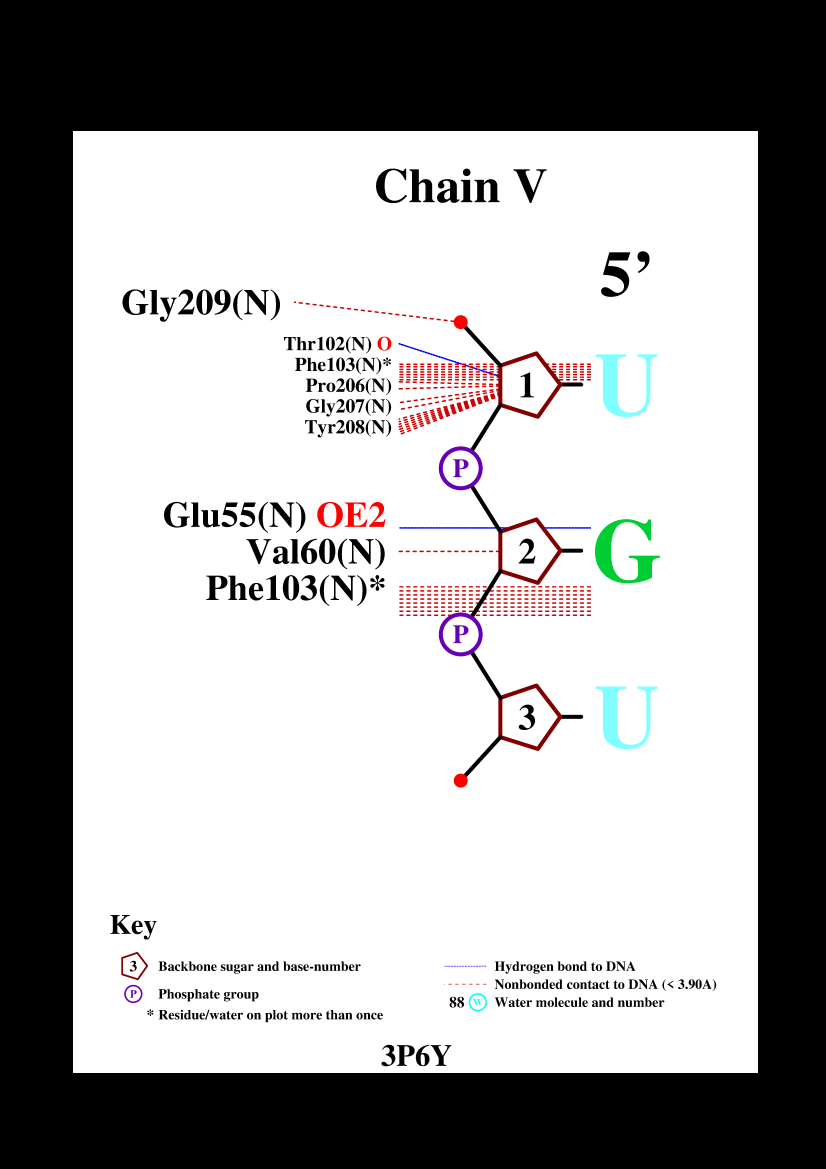 Chain V
5’
Gly209(N)
Thr102(N) O
Phe103(N)*
Pro206(N)
Gly207(N)
Tyr208(N)
1
U
P
Glu55(N) OE2
Val60(N)
Phe103(N)*
2
G
P
3
U
Key
3 Backbone sugar and base-number
P Phosphate group
* Residue/water on plot more than once
Hydrogen bond to DNA
Nonbonded contact to DNA (< 3.90A)
88 W Water molecule and number
3P6Y